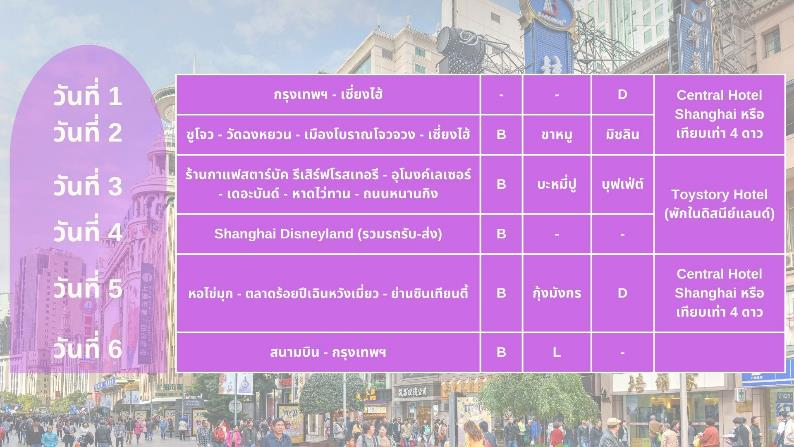 วันที่ 1
กรุงเทพฯ - เซี่ยงไฮ้
-
-
D
Central Hotel
Shanghai หรือ
เทียบเท่า 4 ดาว
วันที่ 2
ซูโจว - วัดฉงหยวน - เมืองโบราณโจวจวง - เซี่ยงไฮ้
B
ขาหมู
มิชลิน
วันที่ 3
ร้านกาแฟสตาร์บัค รีเสิร์ฟโรสเทอรี - อุโมงค์เลเซอร์
- เดอะบันด์ - หาดไว่ทาน - ถนนหนานกิง
B
บะหมี่ปู
บุฟเฟ่ต์
Toystory Hotel
(พักในดิสนีย์แลนด์)
วันที่ 4
Shanghai Disneyland (รวมรถรับ-ส่ง)
B
-
-
วันที่ 5
หอไข่มุก - ตลาดร้อยปีเฉินหวังเมี่ยว - ย่านซินเทียนตี้
B
กุ้งมังกร
D
Central Hotel
Shanghai หรือ
เทียบเท่า 4 ดาว
วันที่ 6
สนามบิน - กรุงเทพฯ
B
L
-